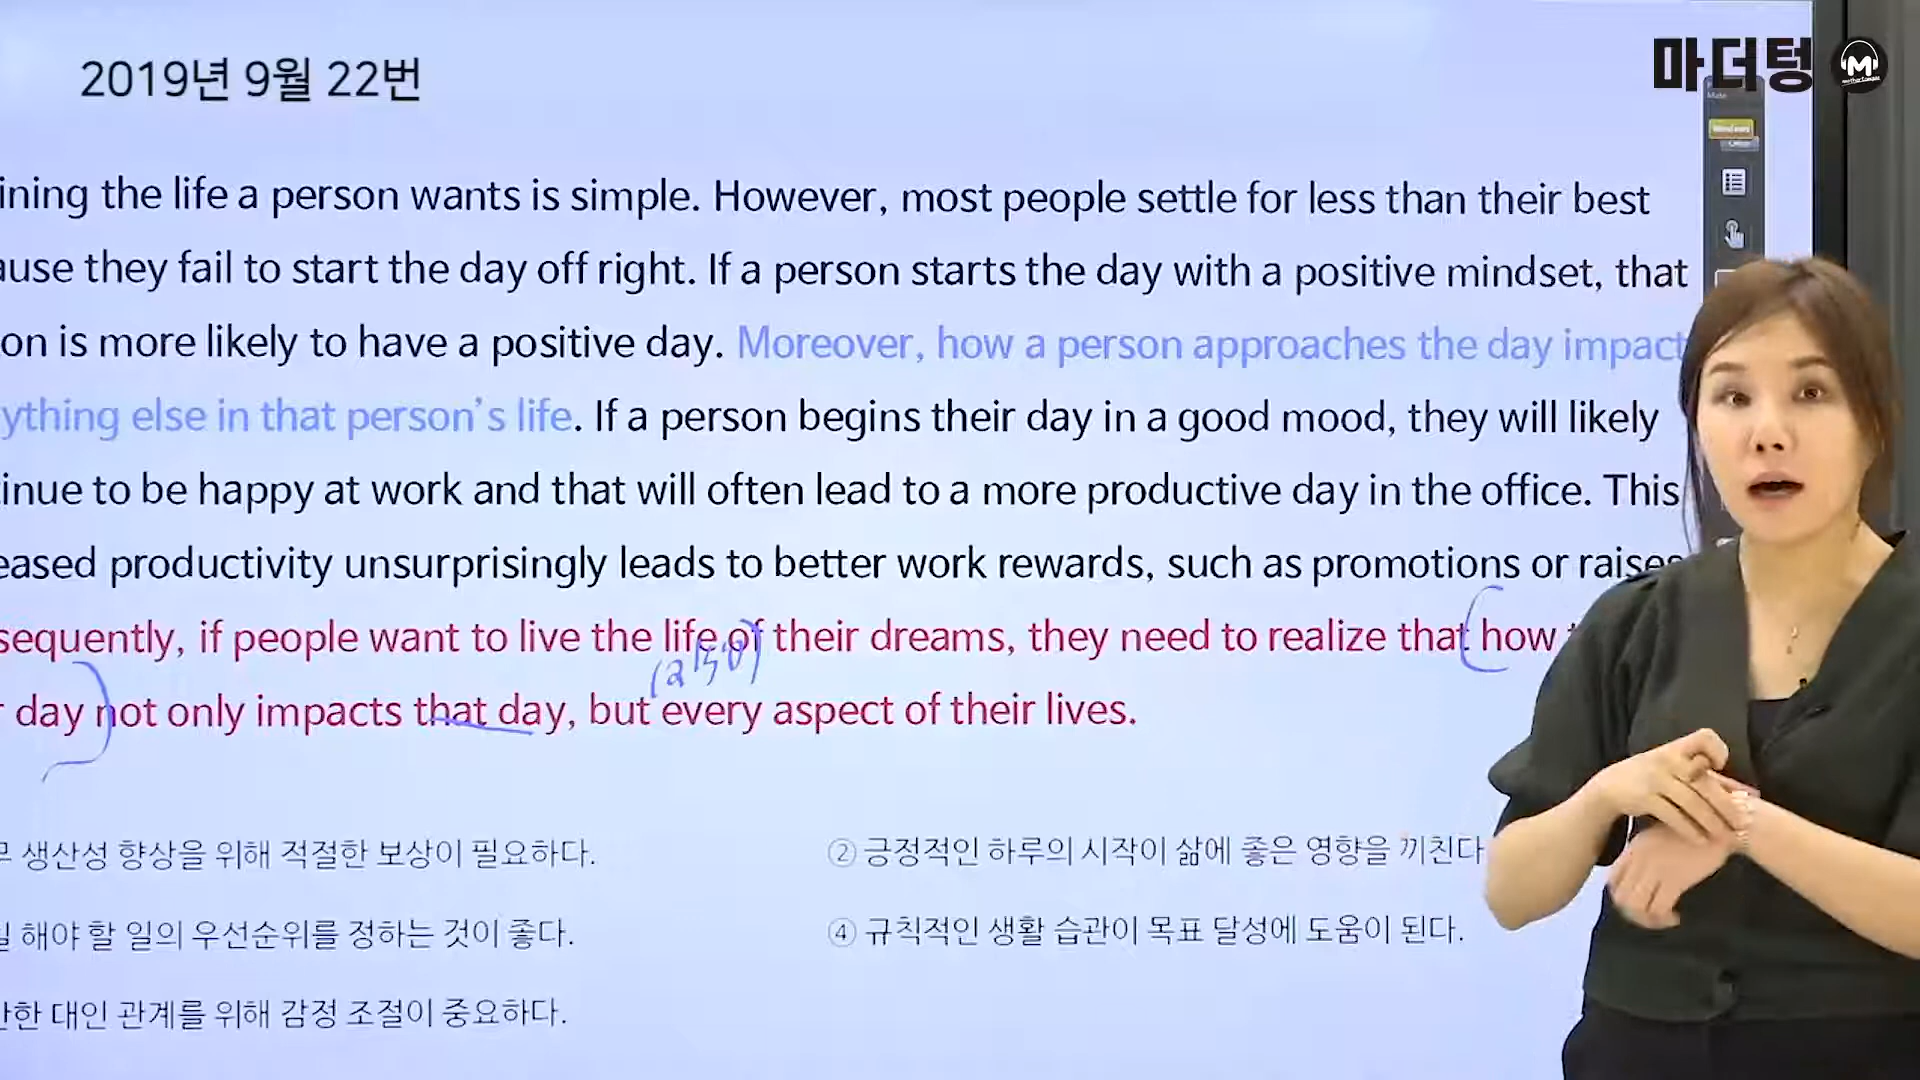 마더텅
2019년 9월 22번
ining the life a person wants is simple. However, most people settle for less than their best
ause they fail to start the day off right. If a person starts the day with a positive mindset, that
on is more likely to have a positive day. Moreover, how a person approaches the day impact
ything else in that person's life. If a person begins their day in a good mood, they will likely
tinue to be happy at work and that will often lead to a more productive day in the office. This
eased productivity unsurprisingly leads to better work rewards, such as promotions or raises
sequently, if people want to live the life of their dreams, they need to realize that how
(also)
r day not only impacts that day, but every aspect of their lives.
무 생산성 향상을 위해 적절한 보상이 필요하다.
② 긍정적인 하루의 시작이 삶에 좋은 영향을 끼친다
일 해야 할 일의 우선순위를 정하는 것이 좋다.
④ 규칙적인 생활 습관이 목표 달성에 도움이 된다.
만한 대인 관계를 위해 감정 조절이 중요하다.